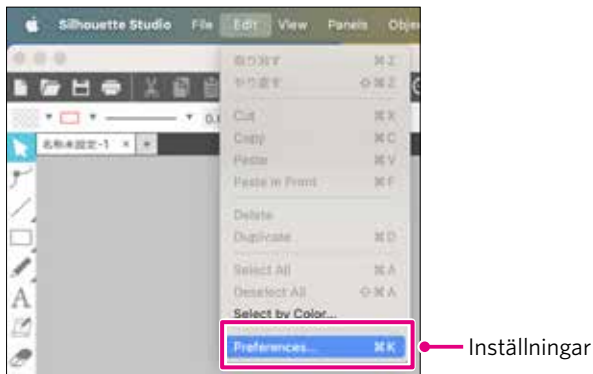 Silhouette Studio File Edit View Panels Obje
取り消す ⌘Z
やり直す ⇧⌘Z
Cut ⌘X
Copy ⌘C
Paste ⌘V
Paste in Front ⌘F
名称未設定-1 × +
Delete
Duplicate ⌘D
Select All ⌘A
Deselect All ⇧⌘A
Select by Color...
Preferences... ⌘K
Inställningar